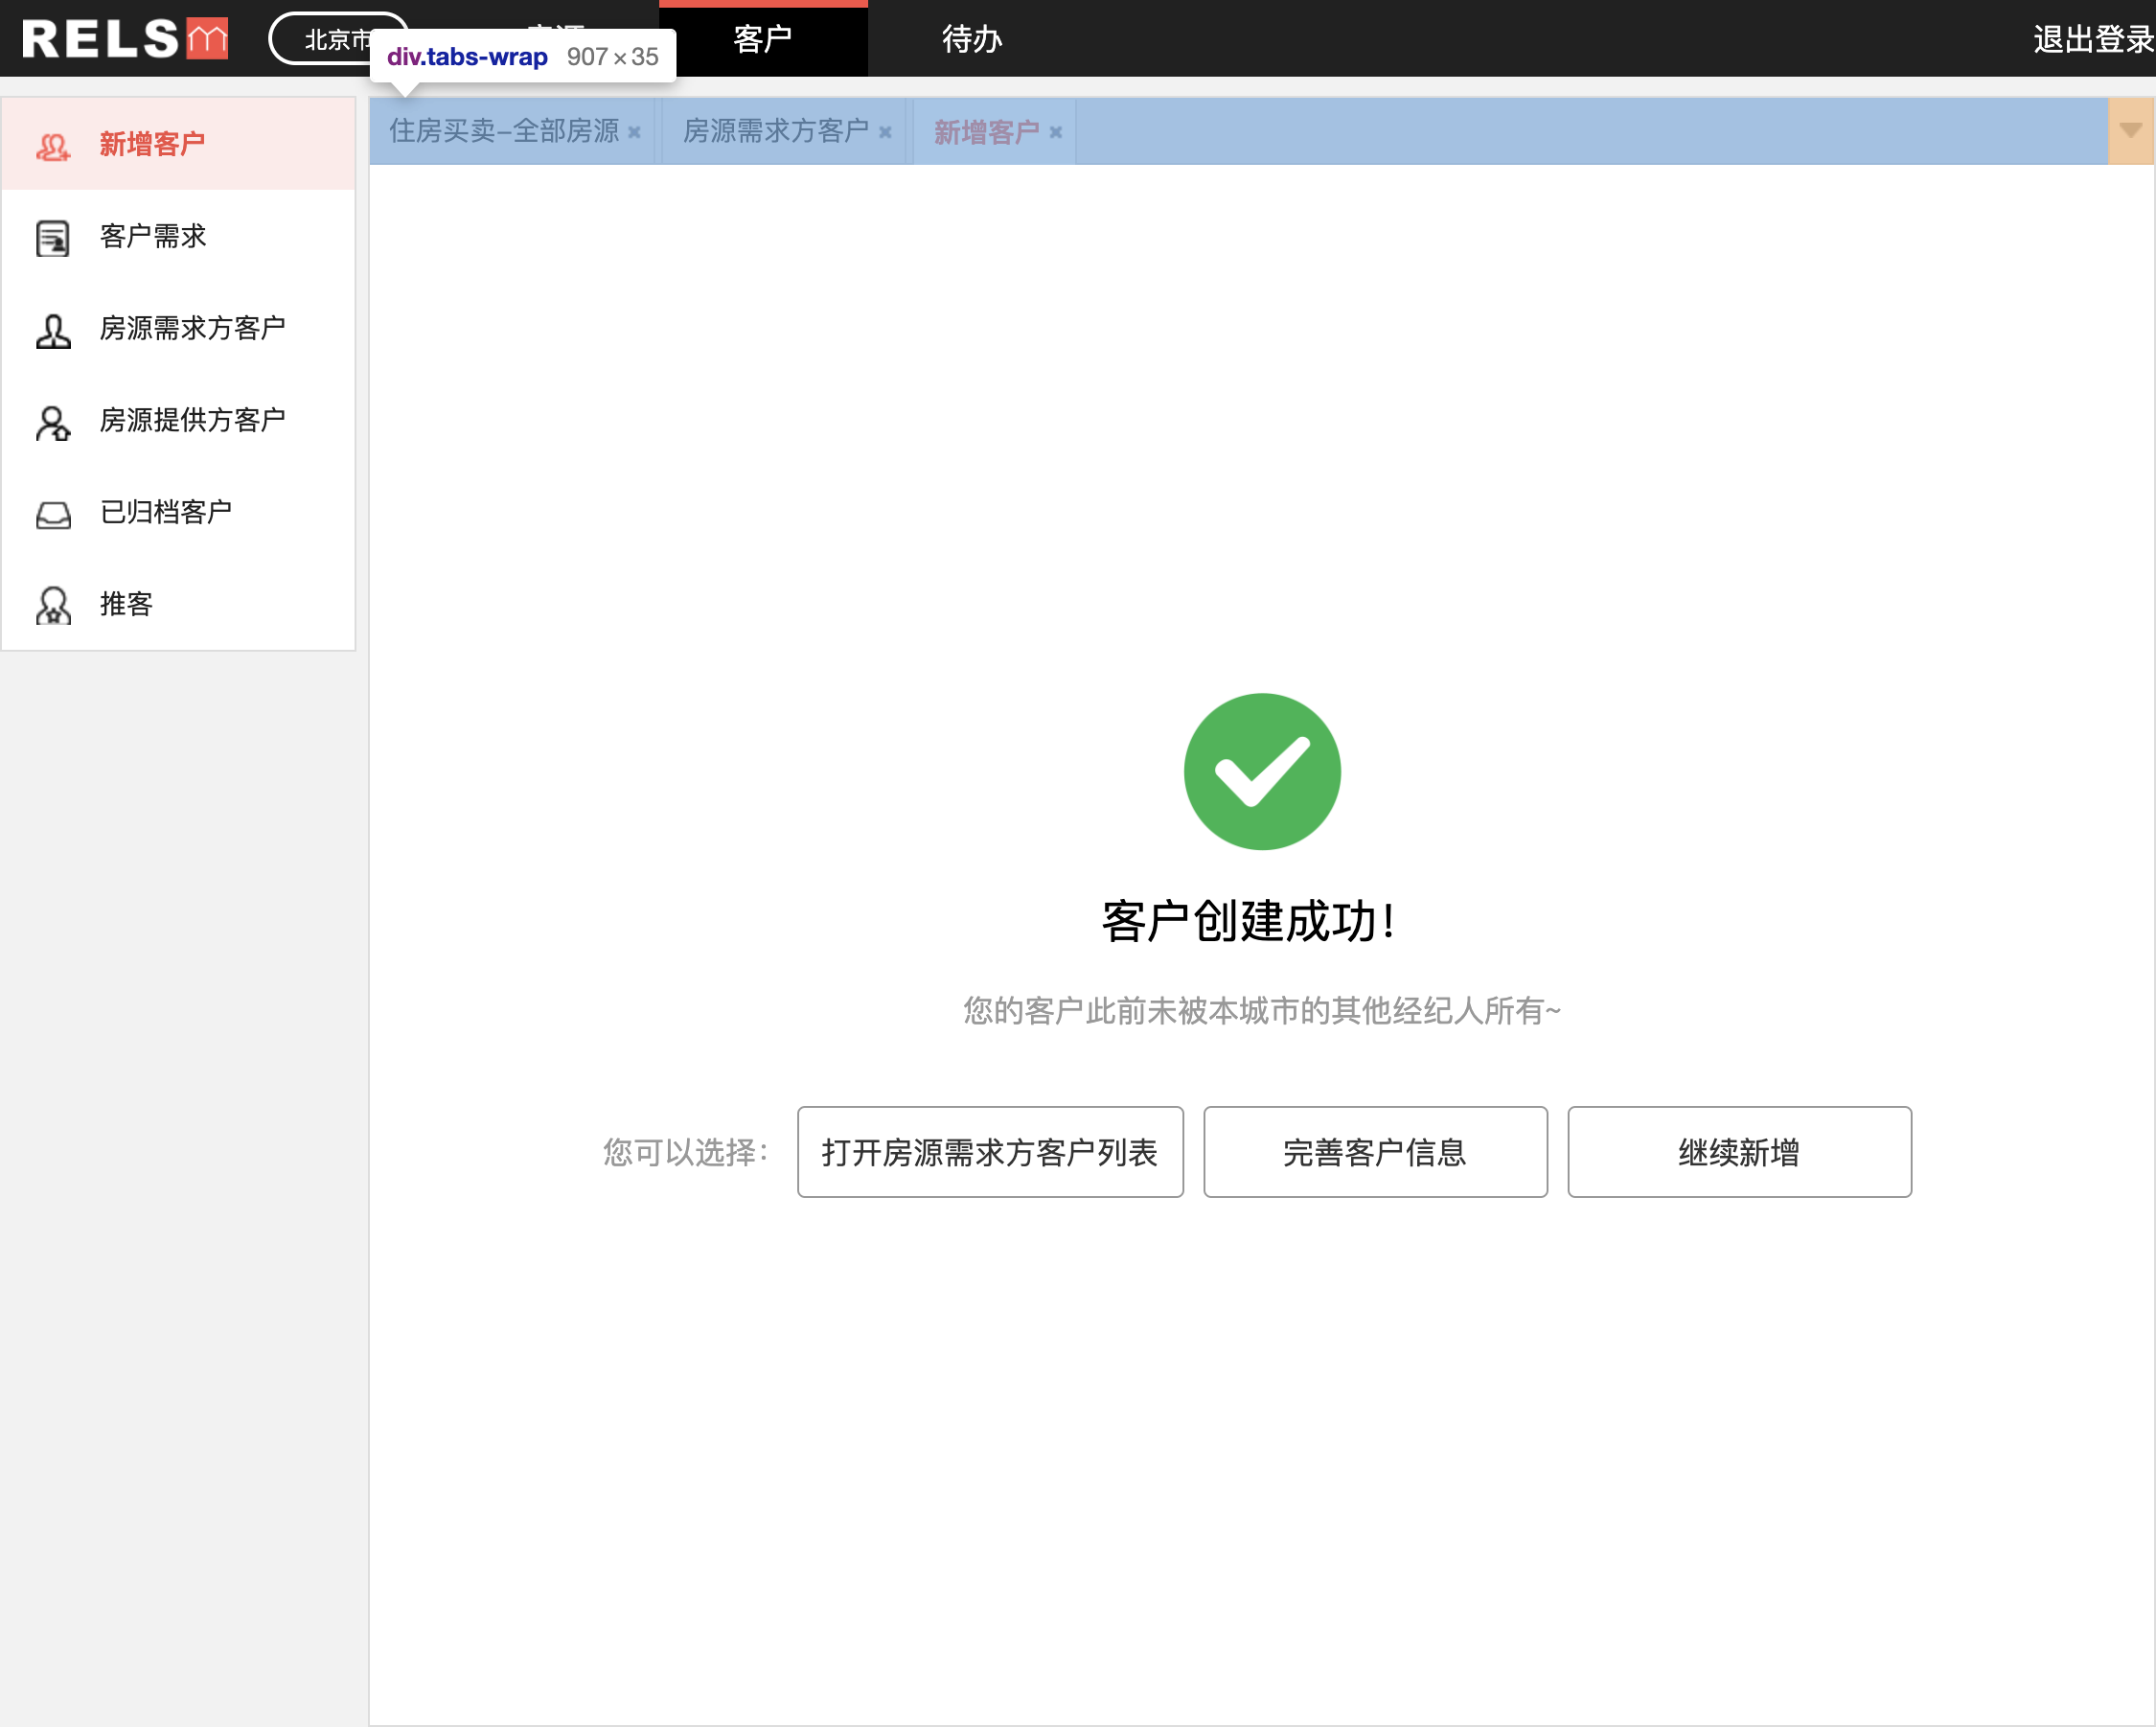 RELS
北京市
客户
待办
退出登录
div.tabs-wrap 907×35
住房买卖-全部房源
房源需求方客户
新增客户
新增客户
客户需求
房源需求方客户
房源提供方客户
已归档客户
推客
客户创建成功!
您的客户此前未被本城市的其他经纪人所有~
您可以选择:
打开房源需求方客户列表
完善客户信息
继续新增